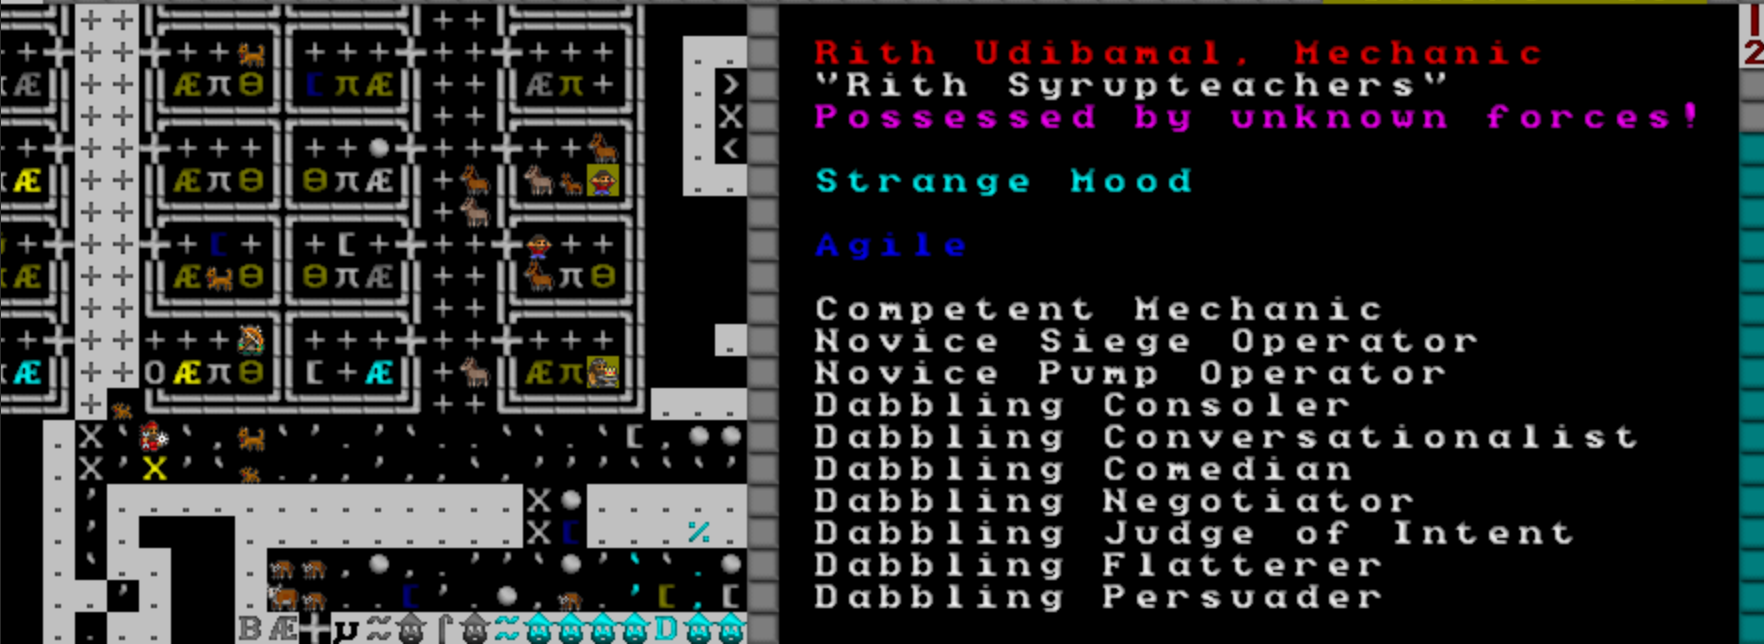 Rith Udibamal, Mechanic
"Rith Syrupteachers"
Possessed by unknown forces!
Strange Mood
Agile
Competent Mechanic
Novice Siege Operator
Novice Pump Operator
Dabbling Consoler
Dabbling Conversationalist
Dabbling Comedian
Dabbling Negotiator
Dabbling Judge of Intent
Dabbling Flatterer
Dabbling Persuader